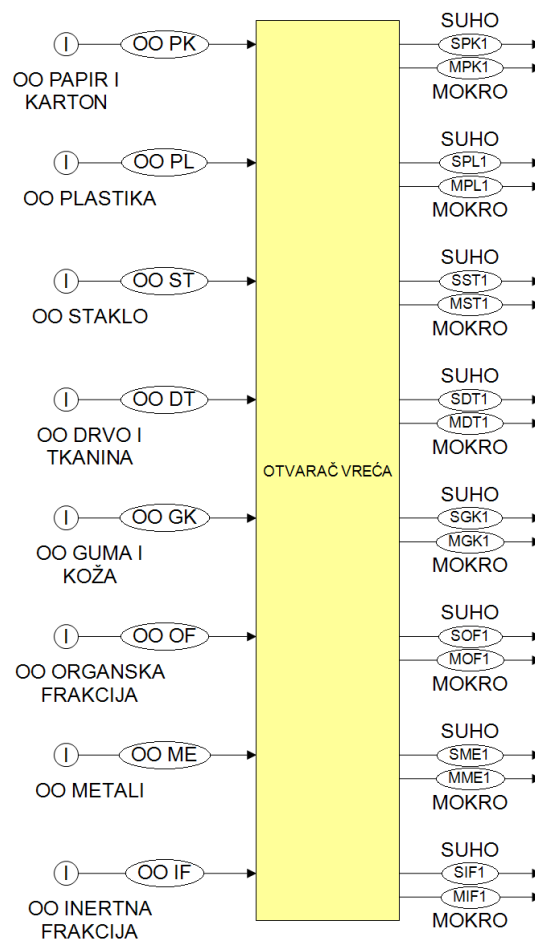 SUHO
I
OO PK
SPK1
MPK1
OO PAPIR I
KARTON
MOKRO
SUHO
I
OO PL
SPL1
MPL1
OO PLASTIKA
MOKRO
SUHO
I
OO ST
SST1
MST1
OO STAKLO
MOKRO
SUHO
I
OO DT
SDT1
MDT1
OO DRVO I
TKANINA
MOKRO
OTVARAČ VREĆA
SUHO
I
OO GK
SGK1
MGK1
OO GUMA I
KOŽA
MOKRO
SUHO
I
OO OF
SOF1
MOF1
OO ORGANSKA
FRAKCIJA
MOKRO
SUHO
I
OO ME
SME1
MME1
OO METALI
MOKRO
SUHO
I
OO IF
SIF1
MIF1
OO INERTNA
FRAKCIJA
MOKRO